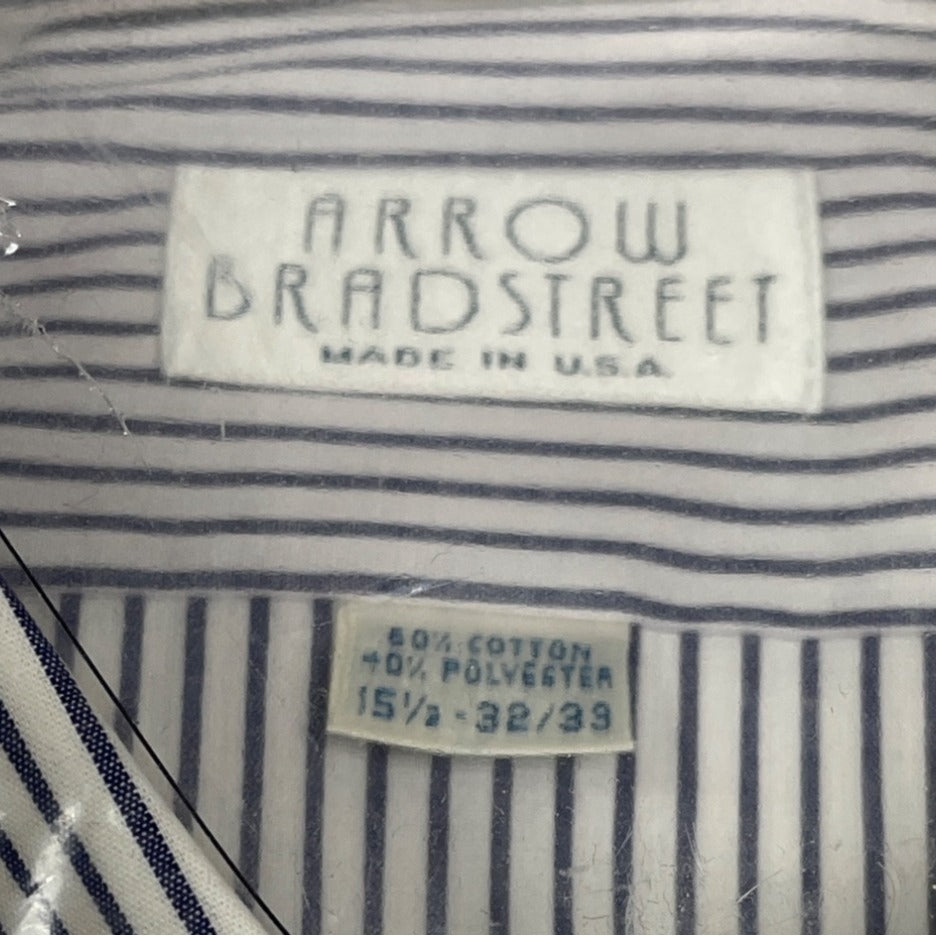 ARROW
BRADSTREET
MADE IN U.S.A.
60% COTTON
40% POLYESTER
15½ - 32/33